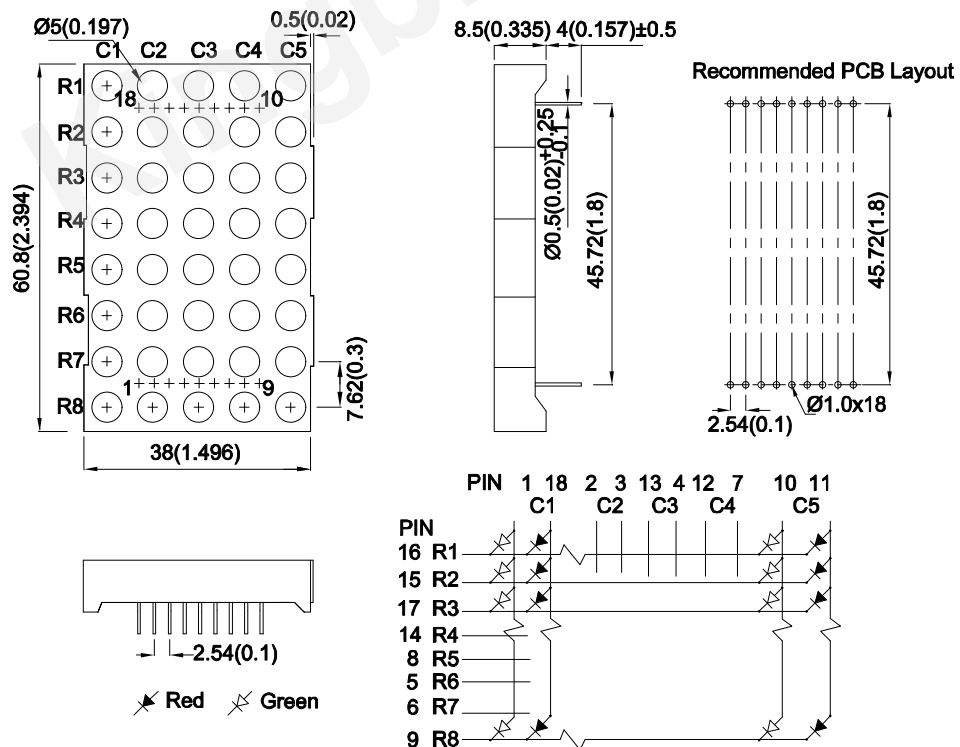 Ø5(0.197)
0.5(0.02)
C1 C2 C3 C4 C5
R1
18 10
R2
R3
R4
R5
R6
R7
1 9
R8
60.8(2.394)
7.62(0.3)
38(1.496)
8.5(0.335) 4(0.157)±0.5
Ø0.5(0.02)+0.25
-0.1
45.72(1.8)
Recommended PCB Layout
45.72(1.8)
Ø1.0x18
2.54(0.1)
2.54(0.1)
Red Green
PIN 1 18 2 3 13 4 12 7 10 11
C1 C2 C3 C4 C5
PIN
16 R1
15 R2
17 R3
14 R4
8 R5
5 R6
6 R7
9 R8